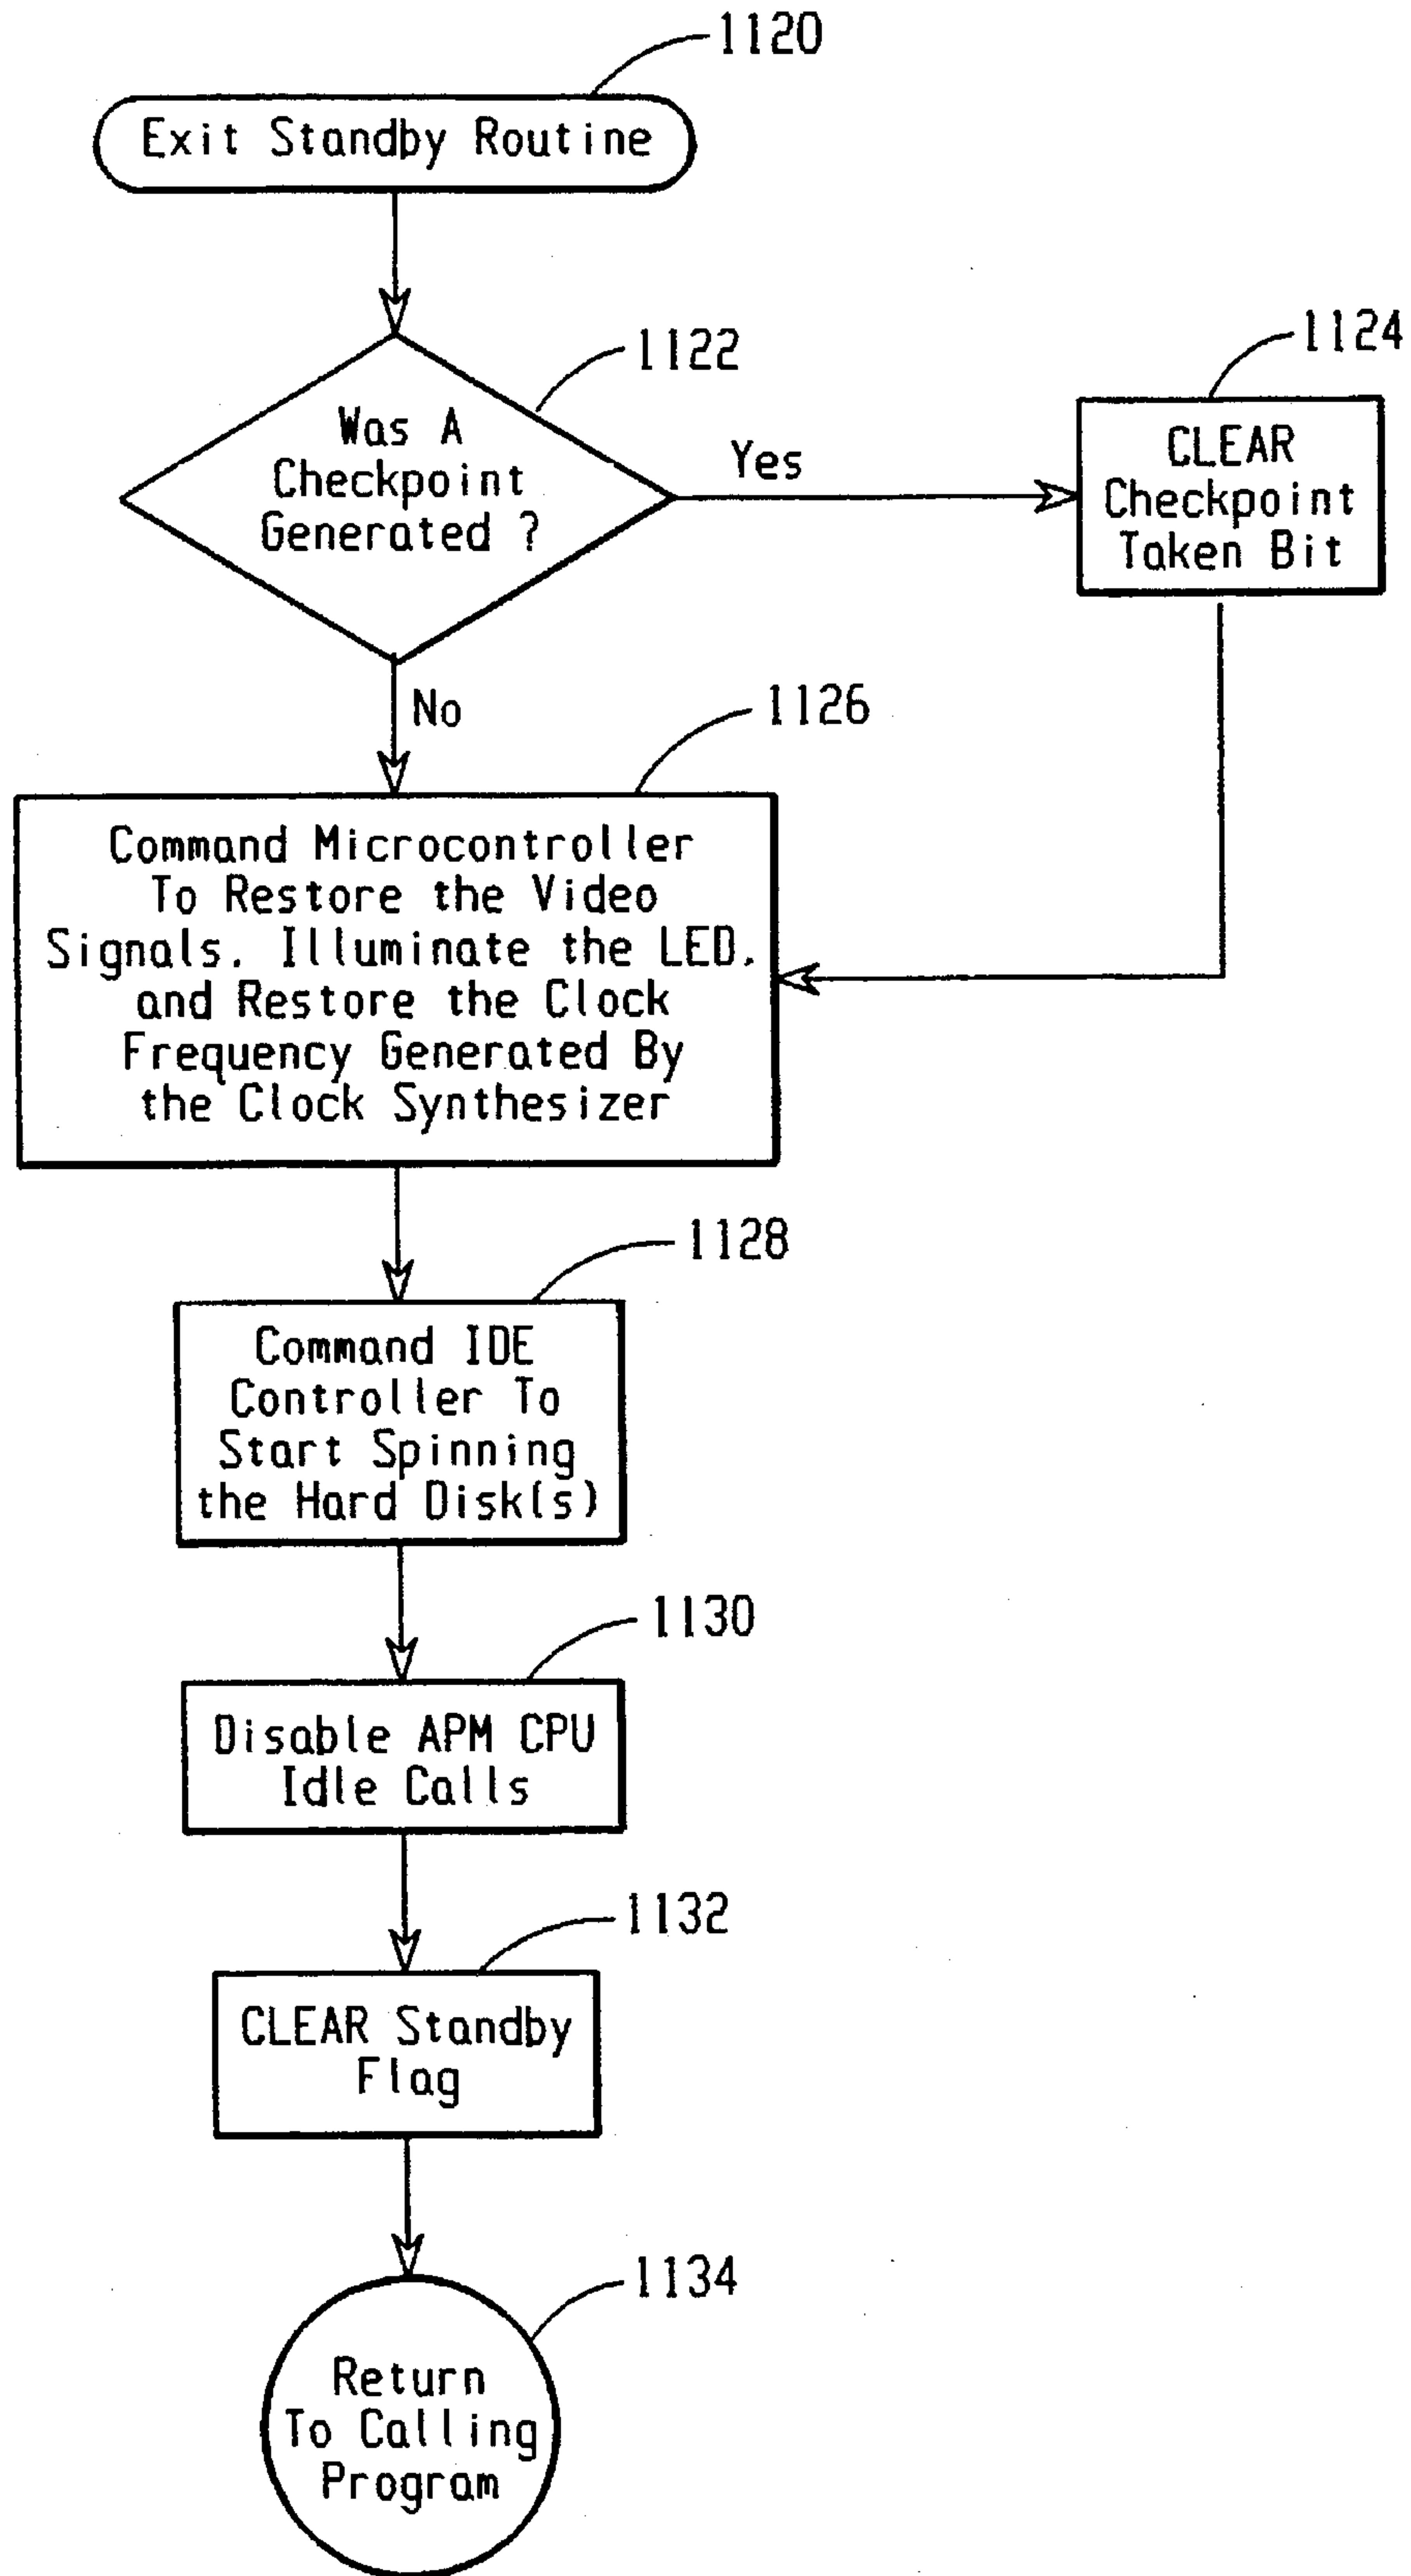 1120
Exit Standby Routine
1122
Was A
Checkpoint
Generated ?
Yes
1124
CLEAR
Checkpoint
Taken Bit
No
1126
Command Microcontroller
To Restore the Video
Signals. Illuminate the LED.
and Restore the Clock
Frequency Generated By
the Clock Synthesizer
1128
Command IDE
Controller To
Start Spinning
the Hard Disk(s)
1130
Disable APM CPU
Idle Calls
1132
CLEAR Standby
Flag
1134
Return
To Calling
Program